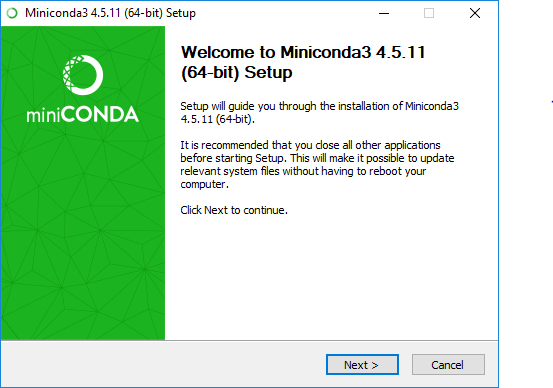 Miniconda3 4.5.11 (64-bit) Setup
miniCONDA
Welcome to Miniconda3 4.5.11
(64-bit) Setup
Setup will guide you through the installation of Miniconda3
4.5.11 (64-bit).
It is recommended that you close all other applications
before starting Setup. This will make it possible to update
relevant system files without having to reboot your
computer.
Click Next to continue.
Next >
Cancel